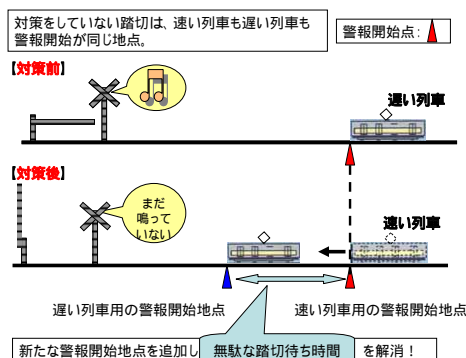 対策をしていない踏切は、速い列車も遅い列車も
警報開始が同じ地点。
警報開始点:
【対策前】
遅い列車
【対策後】
まだ
鳴って
いない
速い列車
遅い列車用の警報開始地点
速い列車用の警報開始地点
新たな警報開始地点を追加し 無駄な踏切待ち時間 を解消！